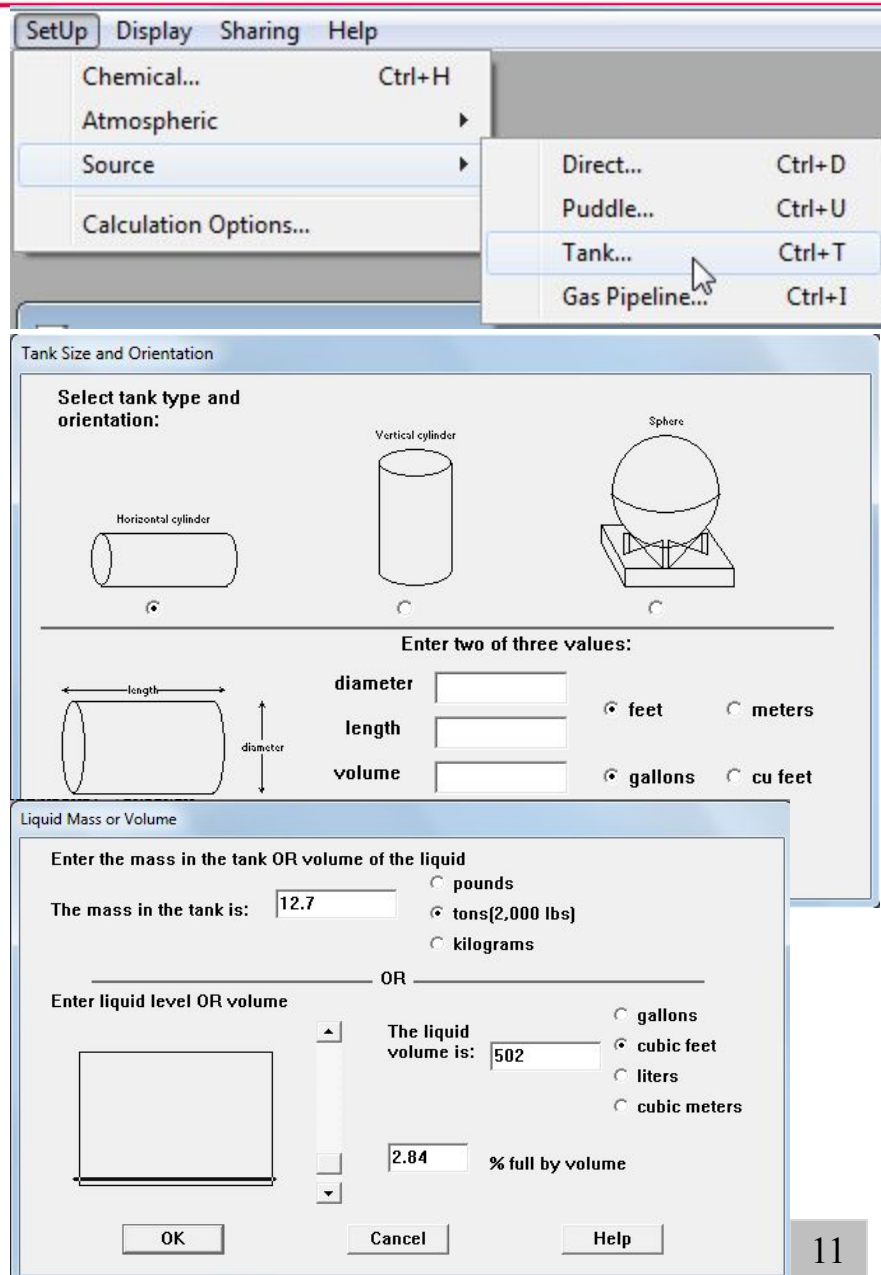 SetUp Display Sharing Help
Chemical... Ctrl+H
Atmospheric
Source
Calculation Options...
Direct... Ctrl+D
Puddle... Ctrl+U
Tank... Ctrl+T
Gas Pipeline... Ctrl+I
Tank Size and Orientation
Select tank type and
orientation:
Horizontal cylinder
Vertical cylinder
Sphere
Enter two of three values:
length
diameter
diameter
length
volume
feet meters
gallons cu feet
Liquid Mass or Volume
Enter the mass in the tank OR volume of the liquid
The mass in the tank is: 12.7
pounds
tons(2,000 lbs)
kilograms
OR
Enter liquid level OR volume
The liquid
volume is: 502
gallons
cubic feet
liters
cubic meters
2.84 % full by volume
OK Cancel Help
11